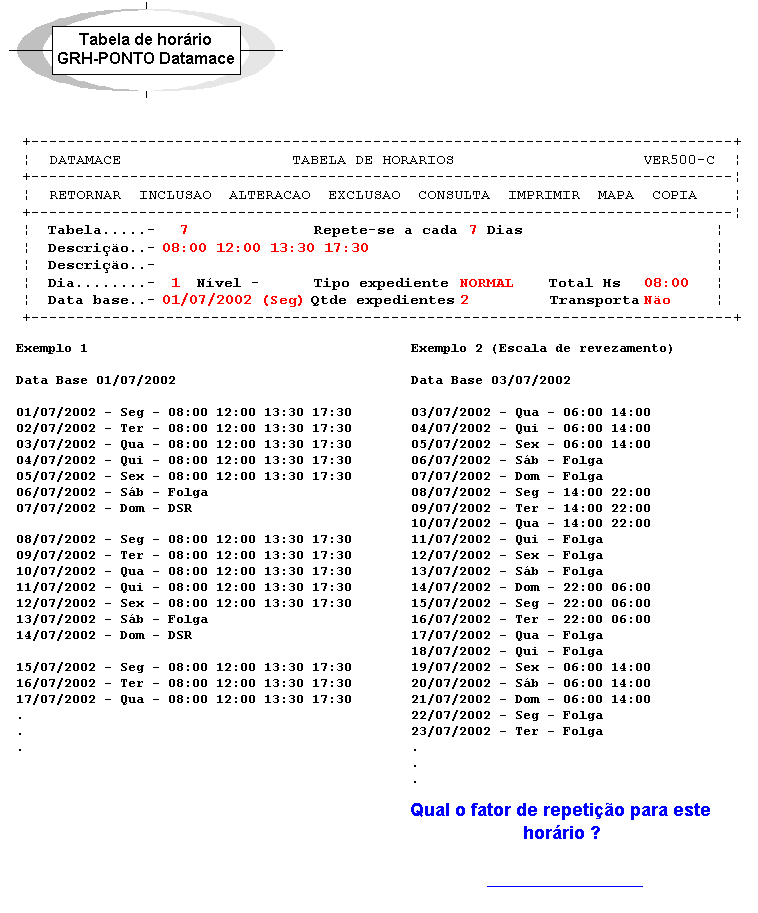 Tabela de horário
GRH-PONTO Datamace
DATAMACE TABELA DE HORARIOS VER500-C
RETORNAR INCLUSAO ALTERACAO EXCLUSAO CONSULTA IMPRIMIR MAPA COPIA
Tabela.....- 7 Repete-se a cada 7 Dias
Descrição..- 08:00 12:00 13:30 17:30
Descrição..-
Dia........- 1 Nível - Tipo expediente NORMAL Total Hs 08:00
Data base..- 01/07/2002 (Seg) Qtde expedientes 2 Transporta Não
Exemplo 1
Data Base 01/07/2002
01/07/2002 - Seg - 08:00 12:00 13:30 17:30
02/07/2002 - Ter - 08:00 12:00 13:30 17:30
03/07/2002 - Qua - 08:00 12:00 13:30 17:30
04/07/2002 - Qui - 08:00 12:00 13:30 17:30
05/07/2002 - Sex - 08:00 12:00 13:30 17:30
06/07/2002 - Sáb - Folga
07/07/2002 - Dom - DSR
08/07/2002 - Seg - 08:00 12:00 13:30 17:30
09/07/2002 - Ter - 08:00 12:00 13:30 17:30
10/07/2002 - Qua - 08:00 12:00 13:30 17:30
11/07/2002 - Qui - 08:00 12:00 13:30 17:30
12/07/2002 - Sex - 08:00 12:00 13:30 17:30
13/07/2002 - Sáb - Folga
14/07/2002 - Dom - DSR
15/07/2002 - Seg - 08:00 12:00 13:30 17:30
16/07/2002 - Ter - 08:00 12:00 13:30 17:30
17/07/2002 - Qua - 08:00 12:00 13:30 17:30
.
.
.
Exemplo 2 (Escala de revezamento)
Data Base 03/07/2002
03/07/2002 - Qua - 06:00 14:00
04/07/2002 - Qui - 06:00 14:00
05/07/2002 - Sex - 06:00 14:00
06/07/2002 - Sáb - Folga
07/07/2002 - Dom - Folga
08/07/2002 - Seg - 14:00 22:00
09/07/2002 - Ter - 14:00 22:00
10/07/2002 - Qua - 14:00 22:00
11/07/2002 - Qui - Folga
12/07/2002 - Sex - Folga
13/07/2002 - Sáb - Folga
14/07/2002 - Dom - 22:00 06:00
15/07/2002 - Seg - 22:00 06:00
16/07/2002 - Ter - 22:00 06:00
17/07/2002 - Qua - Folga
18/07/2002 - Qui - Folga
19/07/2002 - Sex - 06:00 14:00
20/07/2002 - Sáb - 06:00 14:00
21/07/2002 - Dom - 06:00 14:00
22/07/2002 - Seg - Folga
23/07/2002 - Ter - Folga
.
.
.
Qual o fator de repetição para este
horário ?